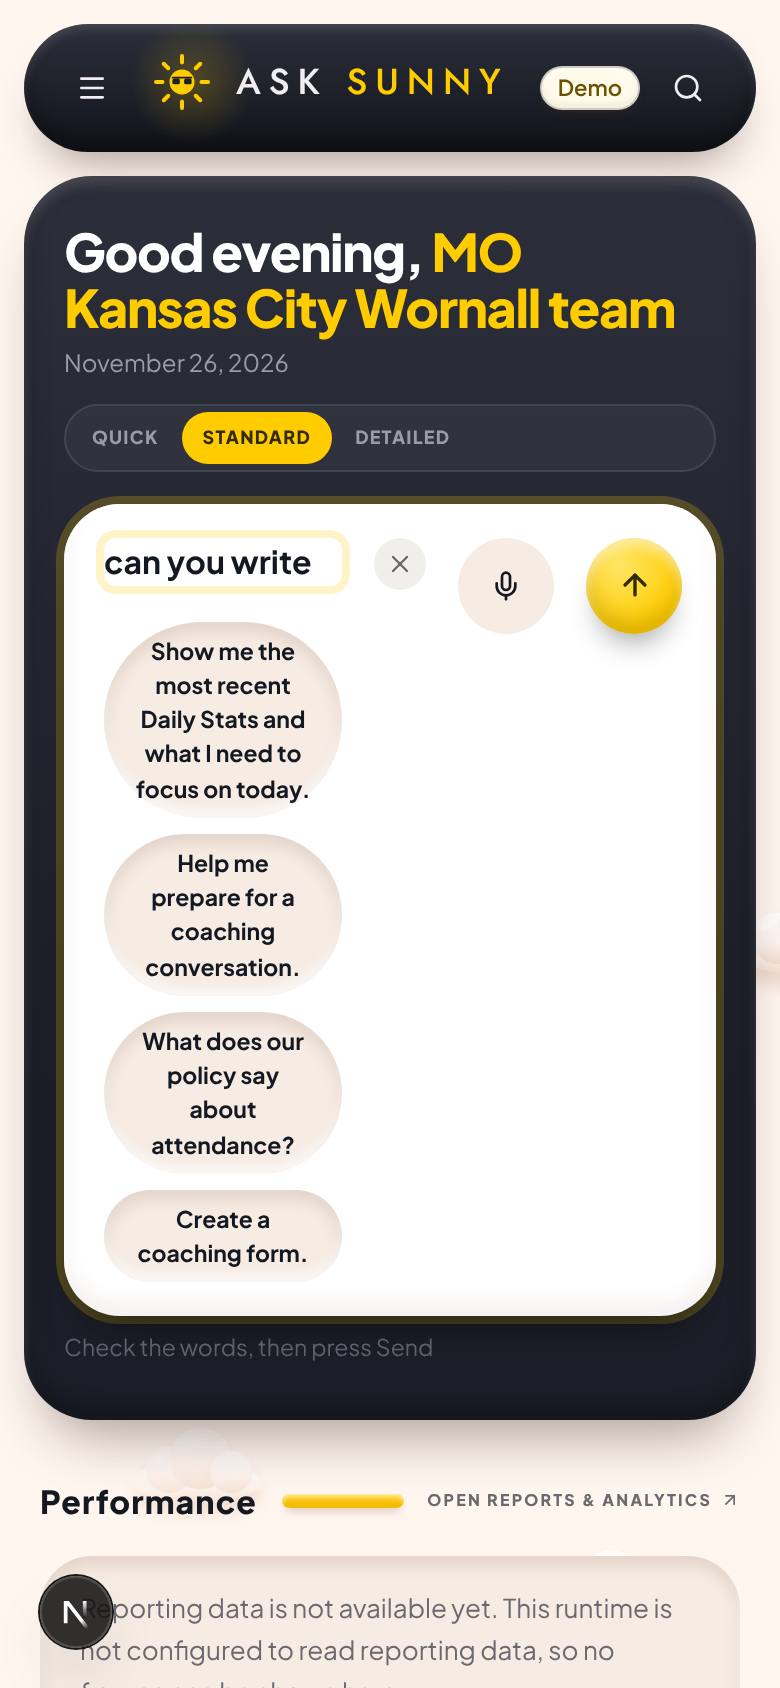 ASK SUNNY
Demo
Good evening, MO
Kansas City Wornall team
November 26, 2026
QUICK
STANDARD
DETAILED
can you write
Show me the
most recent
Daily Stats and
what I need to
focus on today.
Help me
prepare for a
coaching
conversation.
What does our
policy say
about
attendance?
Create a
coaching form.
Check the words, then press Send
Performance
OPEN REPORTS & ANALYTICS
N
Reporting data is not available yet. This runtime is
not configured to read reporting data, so no